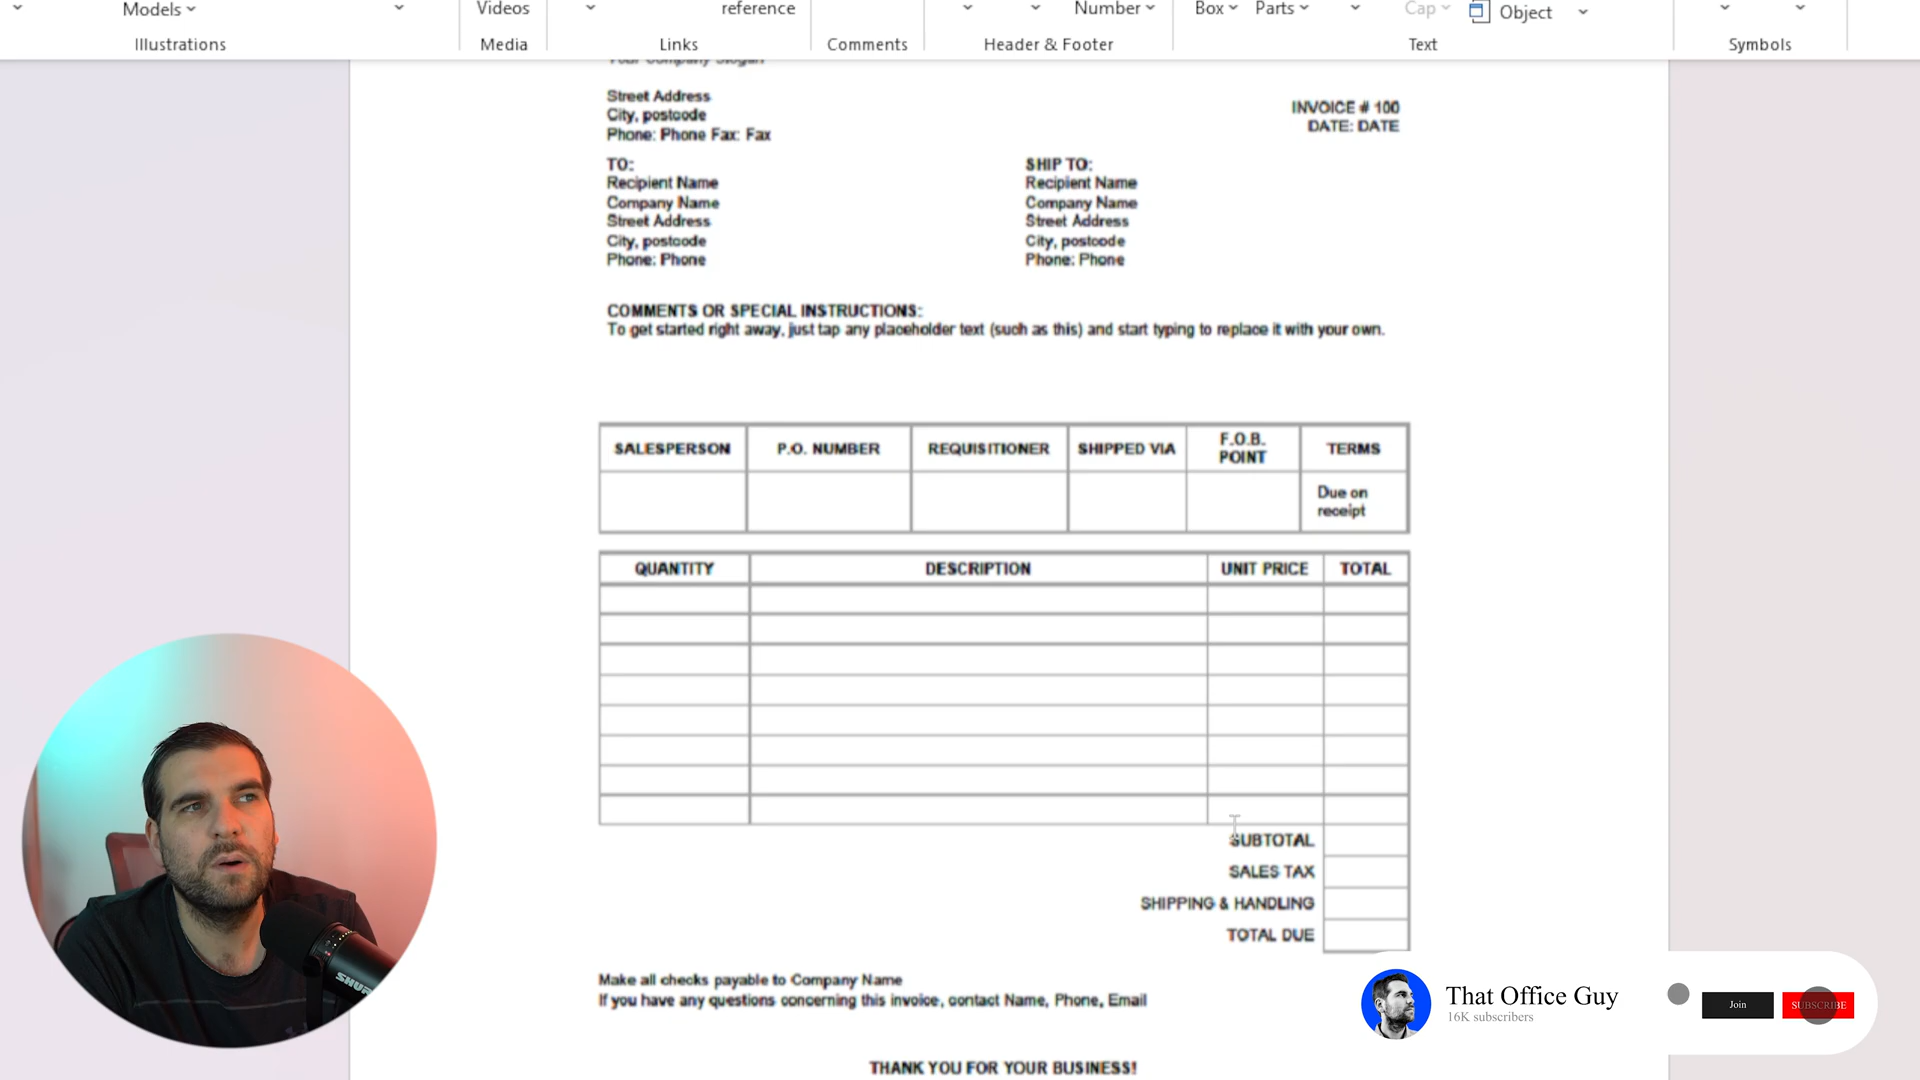 Models
Videos
reference
Number
Box
Parts
Cap
Object
Illustrations
Media
Links
Comments
Header & Footer
Text
Symbols
Your Company Slogan
Street Address
City, postcode
Phone: Phone Fax: Fax
INVOICE # 100
DATE: DATE
TO:
Recipient Name
Company Name
Street Address
City, postcode
Phone: Phone
SHIP TO:
Recipient Name
Company Name
Street Address
City, postcode
Phone: Phone
COMMENTS OR SPECIAL INSTRUCTIONS:
To get started right away, just tap any placeholder text (such as this) and start typing to replace it with your own.
SALESPERSON
P.O. NUMBER
REQUISITIONER
SHIPPED VIA
F.O.B.
POINT
TERMS
Due on
receipt
QUANTITY
DESCRIPTION
UNIT PRICE
TOTAL
SUBTOTAL
SALES TAX
SHIPPING & HANDLING
TOTAL DUE
Make all checks payable to Company Name
If you have any questions concerning this invoice, contact Name, Phone, Email
THANK YOU FOR YOUR BUSINESS!
SHURE
That Office Guy
16K subscribers
Join
SUBSCRIBE